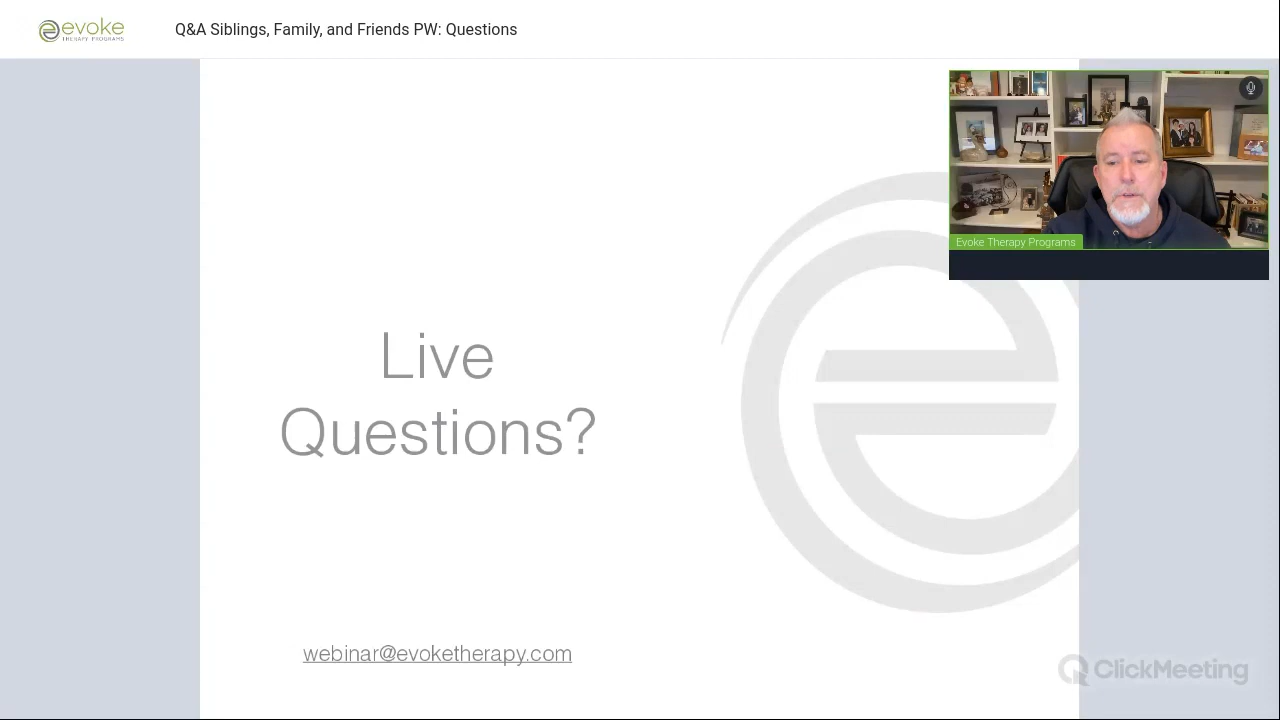 evoke
THERAPY PROGRAMS
Q&A Siblings, Family, and Friends PW: Questions
Evoke Therapy Programs
Live
Questions?
webinar@evoketherapy.com
ClickMeeting